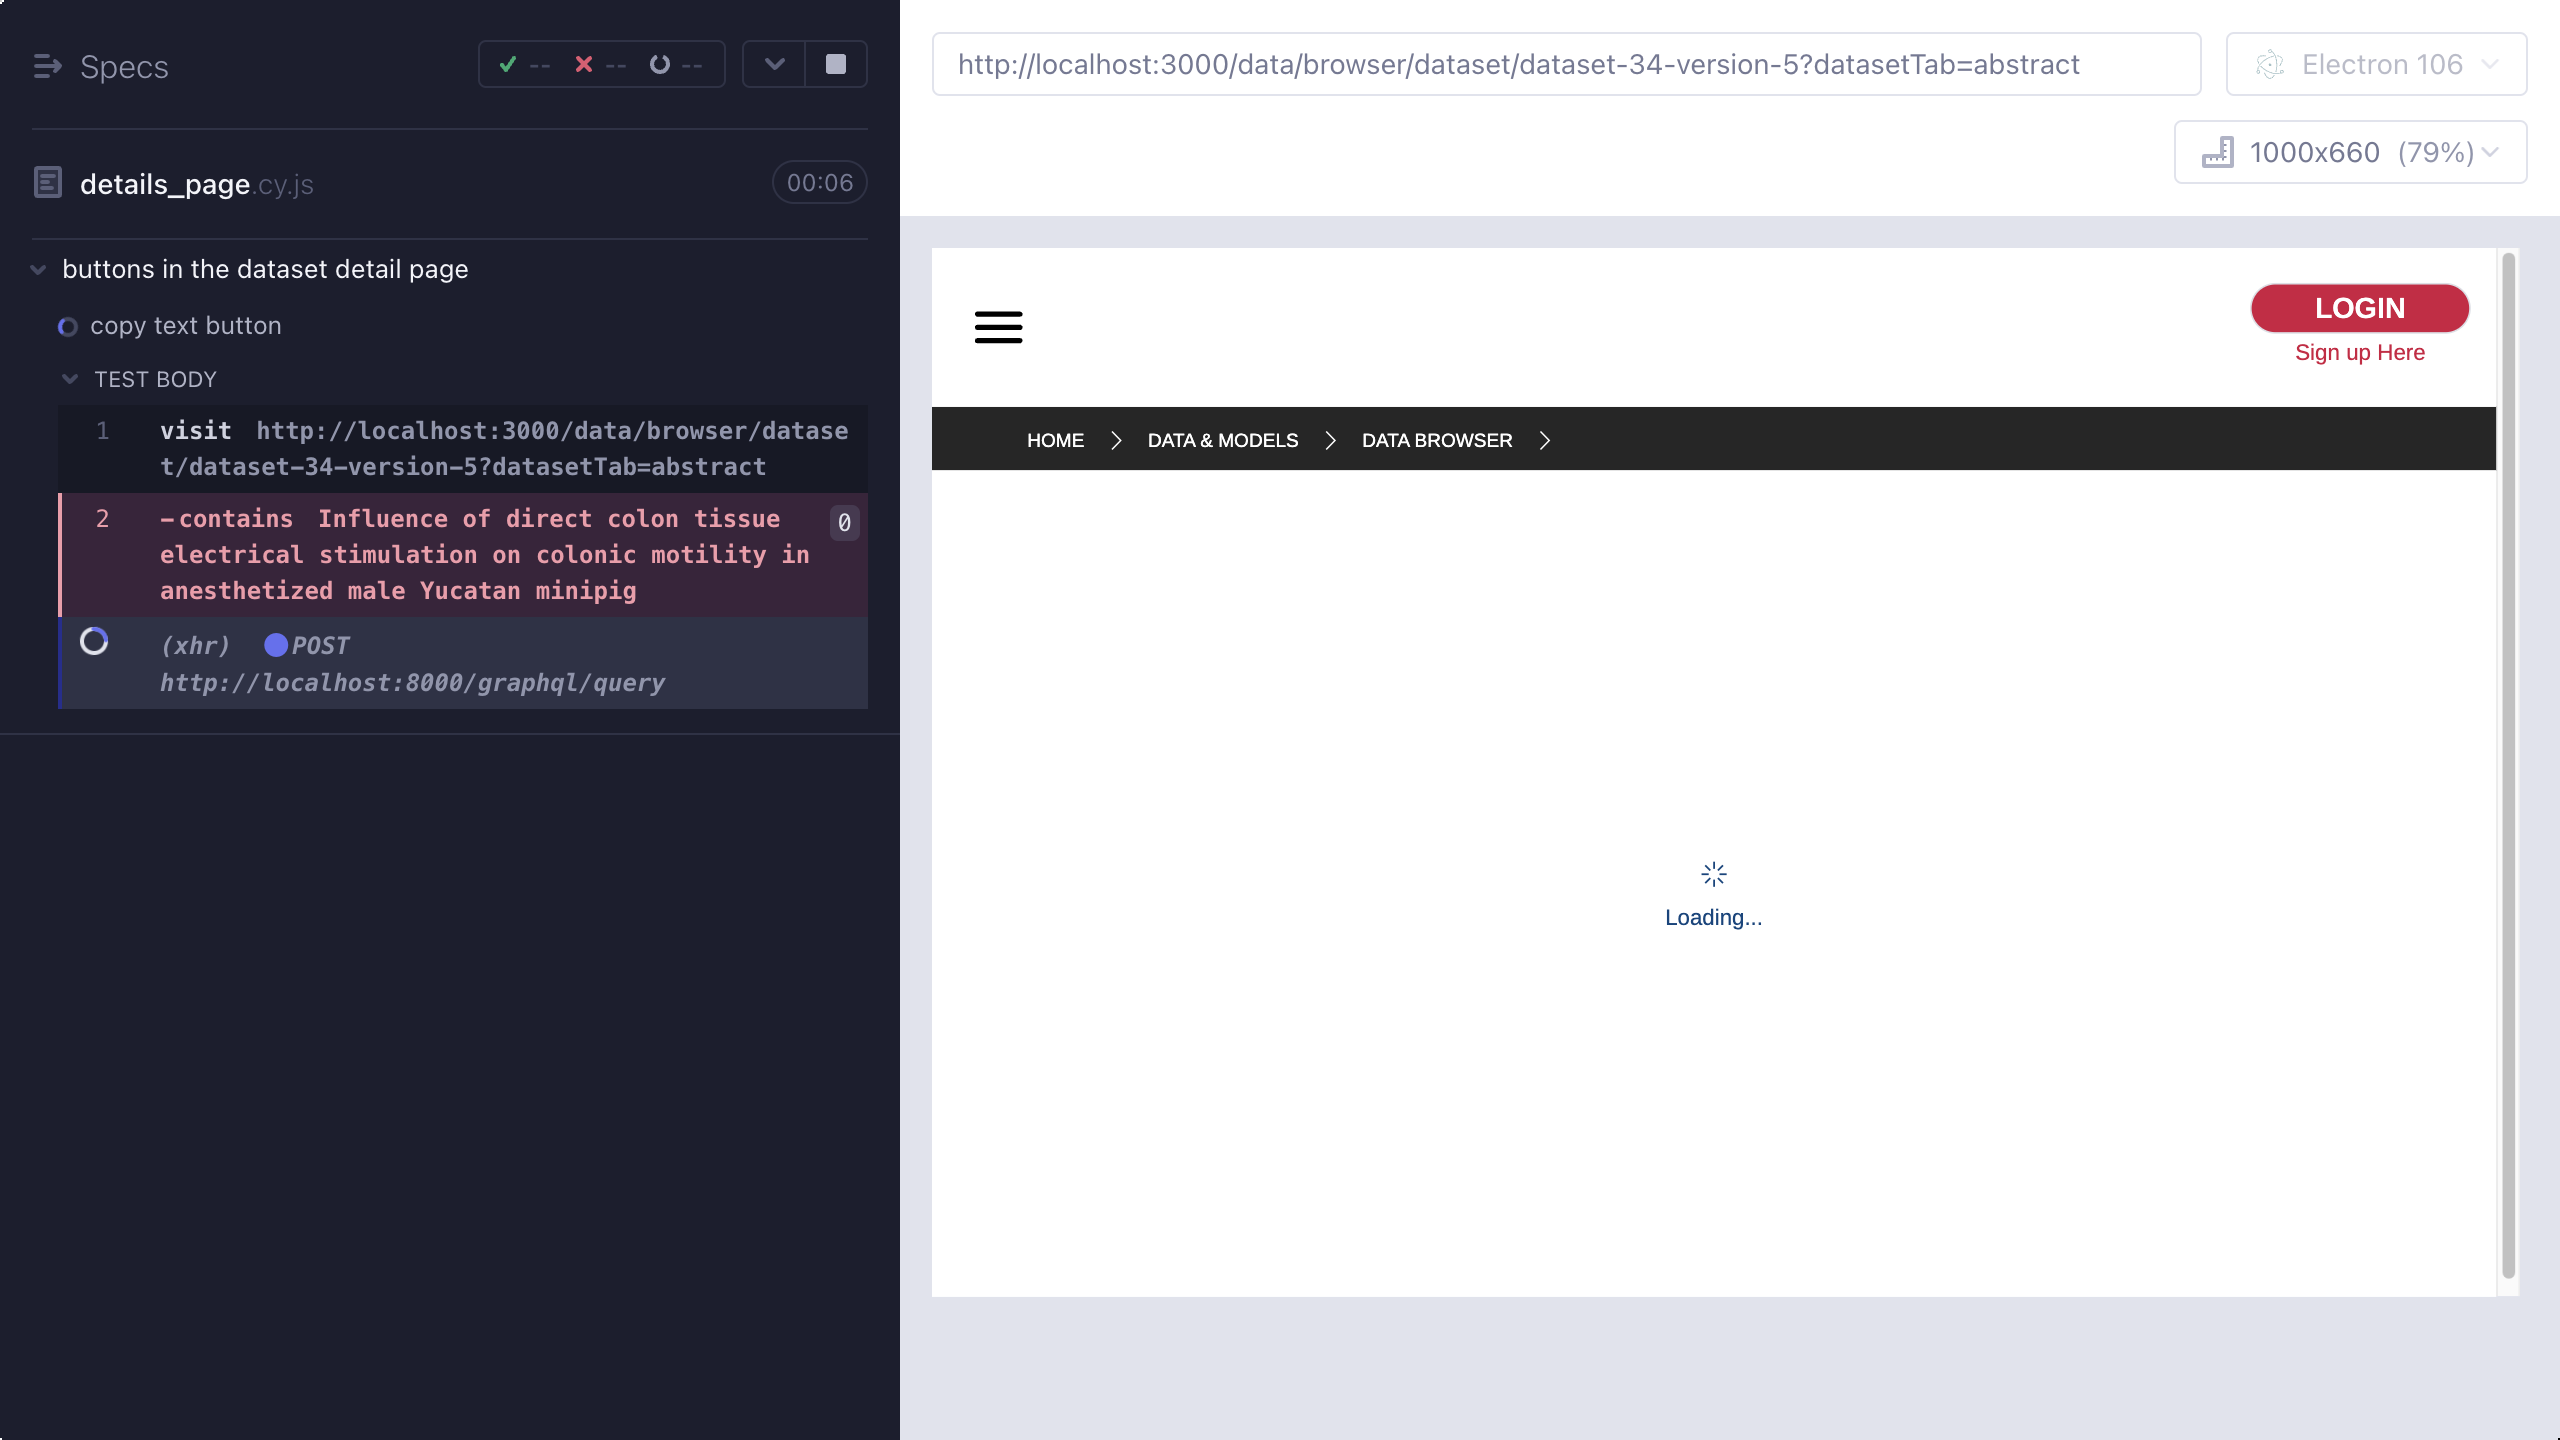 Specs
--
--
--
details_page.cy.js
00:06
buttons in the dataset detail page
copy text button
TEST BODY
1 visit http://localhost:3000/data/browser/datase
t/dataset-34-version-5?datasetTab=abstract
2 -contains Influence of direct colon tissue
electrical stimulation on colonic motility in
anesthetized male Yucatan minipig
0
(xhr) POST
http://localhost:8000/graphql/query
http://localhost:3000/data/browser/dataset/dataset-34-version-5?datasetTab=abstract
Electron 106
1000x660 (79%)
LOGIN
Sign up Here
HOME
DATA & MODELS
DATA BROWSER
Loading...